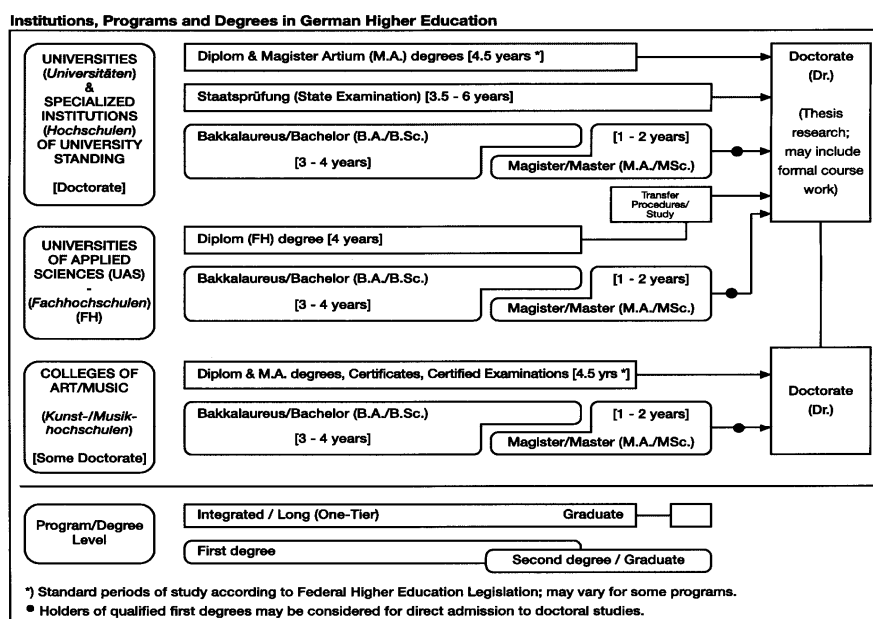 Institutions, Programs and Degrees in German Higher Education
UNIVERSITIES
(Universitäten)
&
SPECIALIZED
INSTITUTIONS
(Hochschulen)
OF UNIVERSITY
STANDING
[Doctorate]
Diplom & Magister Artium (M.A.) degrees [4.5 years *]
Staatsprüfung (State Examination) [3.5 - 6 years]
Bakkalaureus/Bachelor (B.A./B.Sc.)
[3 - 4 years]
[1 - 2 years]
Magister/Master (M.A./MSc.)
Transfer
Procedures/
Study
Doctorate
(Dr.)
(Thesis
research;
may include
formal course
work)
UNIVERSITIES
OF APPLIED
SCIENCES (UAS)
-
(Fachhochschulen)
(FH)
Diplom (FH) degree [4 years]
Bakkalaureus/Bachelor (B.A./B.Sc.)
[3 - 4 years]
[1 - 2 years]
Magister/Master (M.A./MSc.)
COLLEGES OF
ART/MUSIC
(Kunst-/Musik-
hochschulen)
[Some Doctorate]
Diplom & M.A. degrees, Certificates, Certified Examinations [4.5 yrs *]
Bakkalaureus/Bachelor (B.A./B.Sc.)
[3 - 4 years]
[1 - 2 years]
Magister/Master (M.A./MSc.)
Doctorate
(Dr.)
Program/Degree
Level
Integrated / Long (One-Tier) Graduate
First degree
Second degree / Graduate
*) Standard periods of study according to Federal Higher Education Legislation; may vary for some programs.
● Holders of qualified first degrees may be considered for direct admission to doctoral studies.